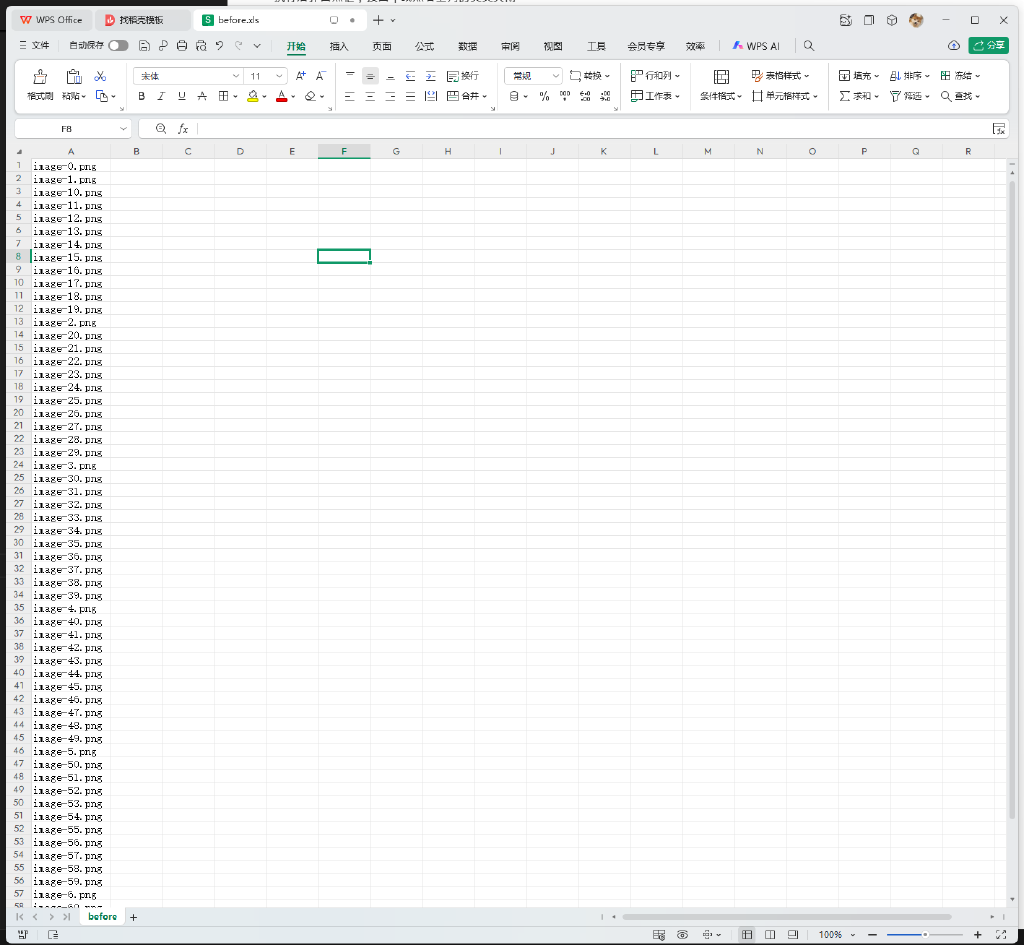 WPS Office 找稻壳模板 before.xls
文件 自动保存 开始 插入 页面 公式 数据 审阅 视图 工具 会员专享 效率 WPS AI 分享
宋体 11 换行 常规 转换 行和列 表格样式 填充 排序 冻结
格式刷 粘贴 B I U A 合并 % 工作表 条件格式 单元格样式 求和 筛选 查找
F8 fx
A B C D E F G H I J K L M N O P Q R
1 image-0.png
2 image-1.png
3 image-10.png
4 image-11.png
5 image-12.png
6 image-13.png
7 image-14.png
8 image-15.png
9 image-16.png
10 image-17.png
11 image-18.png
12 image-19.png
13 image-2.png
14 image-20.png
15 image-21.png
16 image-22.png
17 image-23.png
18 image-24.png
19 image-25.png
20 image-26.png
21 image-27.png
22 image-28.png
23 image-29.png
24 image-3.png
25 image-30.png
26 image-31.png
27 image-32.png
28 image-33.png
29 image-34.png
30 image-35.png
31 image-36.png
32 image-37.png
33 image-38.png
34 image-39.png
35 image-4.png
36 image-40.png
37 image-41.png
38 image-42.png
39 image-43.png
40 image-44.png
41 image-45.png
42 image-46.png
43 image-47.png
44 image-48.png
45 image-49.png
46 image-5.png
47 image-50.png
48 image-51.png
49 image-52.png
50 image-53.png
51 image-54.png
52 image-55.png
53 image-56.png
54 image-57.png
55 image-58.png
56 image-59.png
57 image-6.png
58 image-60.png
before
100%